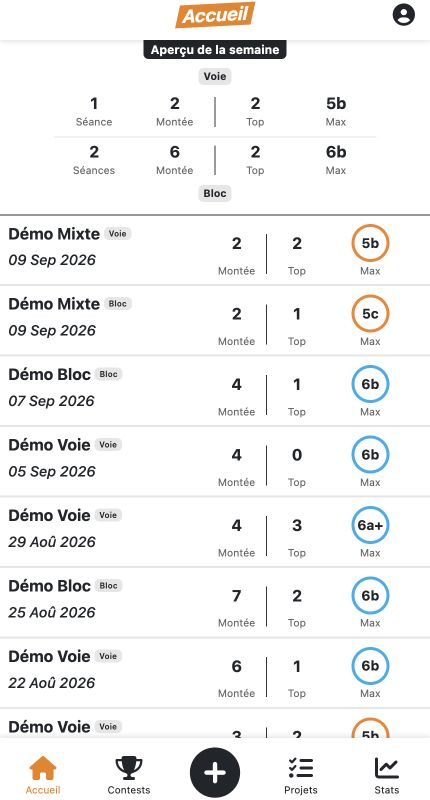 Accueil
Aperçu de la semaine
Voie
1 2 2 5b
Séance Montée Top Max
2 6 2 6b
Séances Montée Top Max
Bloc
Démo Mixte Voie
09 Sep 2026
2 2 5b
Montée Top Max
Démo Mixte Bloc
09 Sep 2026
2 1 5c
Montée Top Max
Démo Bloc Bloc
07 Sep 2026
4 1 6b
Montée Top Max
Démo Voie Voie
05 Sep 2026
4 0 6b
Montée Top Max
Démo Voie Voie
29 Aoû 2026
4 3 6a+
Montée Top Max
Démo Bloc Bloc
25 Aoû 2026
7 2 6b
Montée Top Max
Démo Voie Voie
22 Aoû 2026
6 1 6b
Montée Top Max
Démo Voie Voie
3 2 5b
Accueil Contests Projets Stats